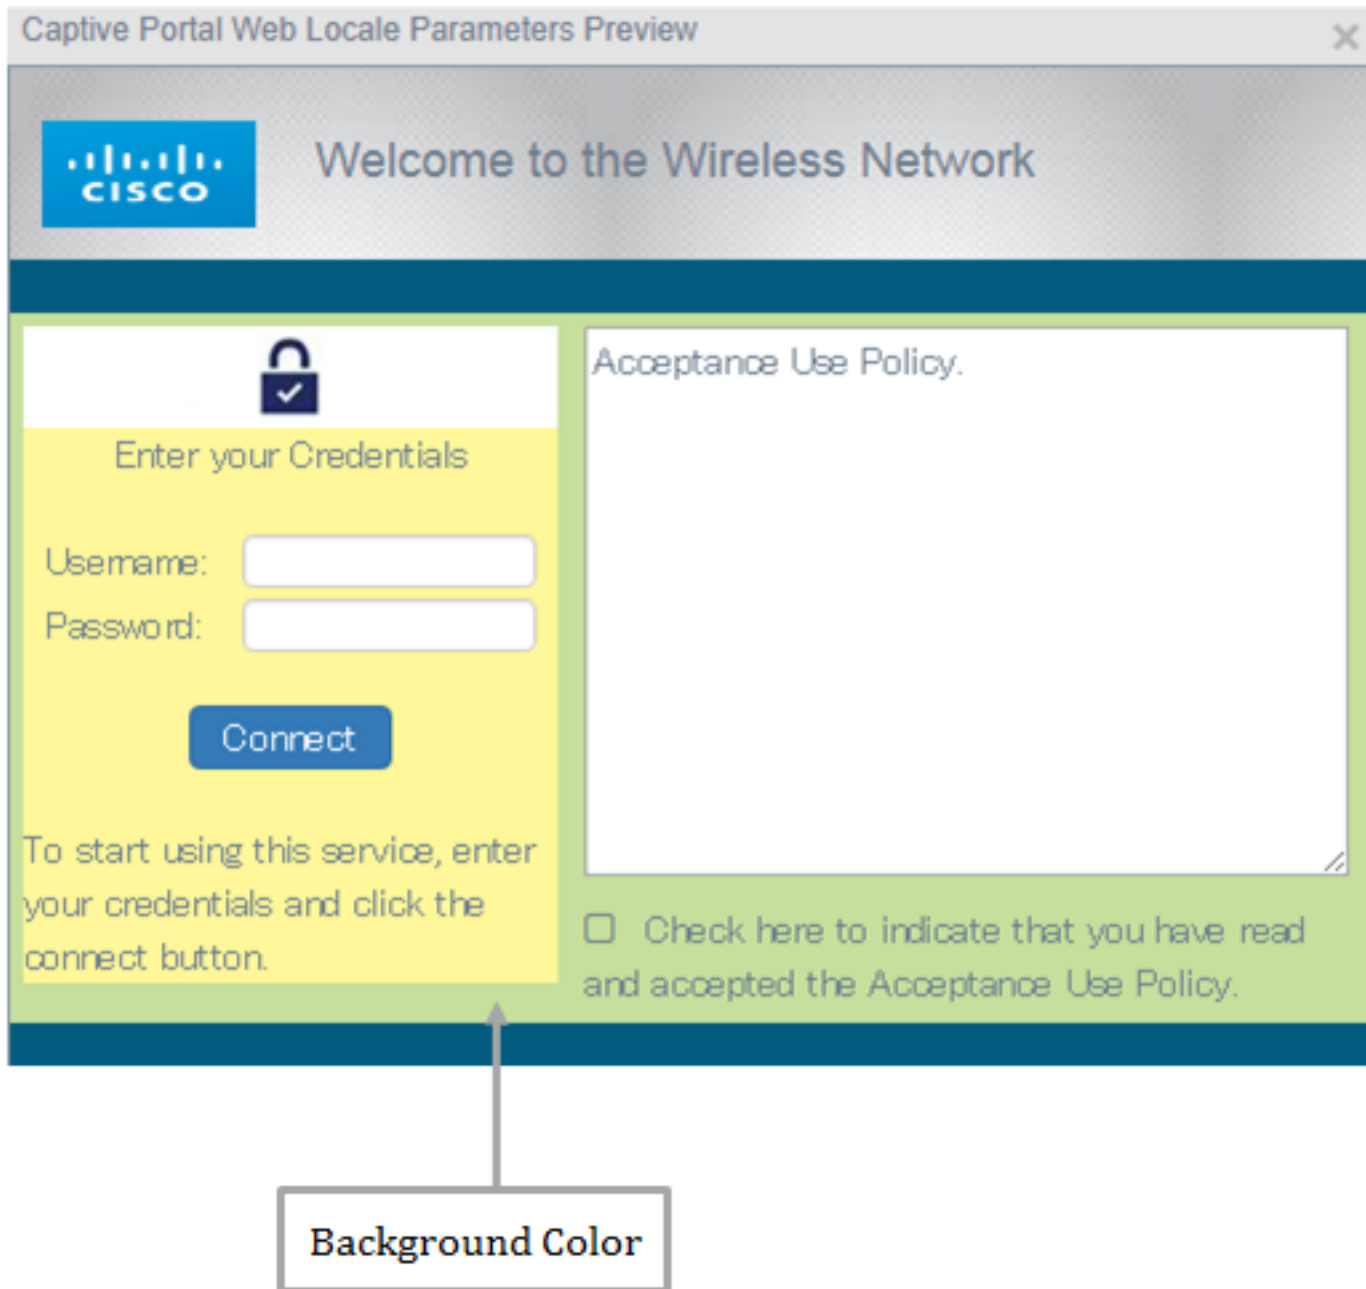 Captive Portal Web Locale Parameters Preview
CISCO
Welcome to the Wireless Network
Enter your Credentials
Username:
Password:
Connect
To start using this service, enter
your credentials and click the
connect button.
Acceptance Use Policy.
Check here to indicate that you have read
and accepted the Acceptance Use Policy.
Background Color